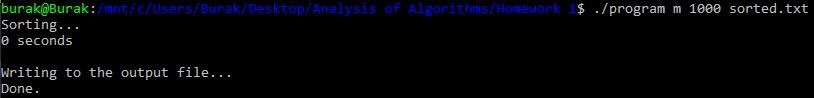 burak@Burak:/mnt/c/Users/Burak/Desktop/Analysis of Algorithms/Homework 1$ ./program m 1000 sorted.txt
Sorting...
0 seconds
Writing to the output file...
Done.